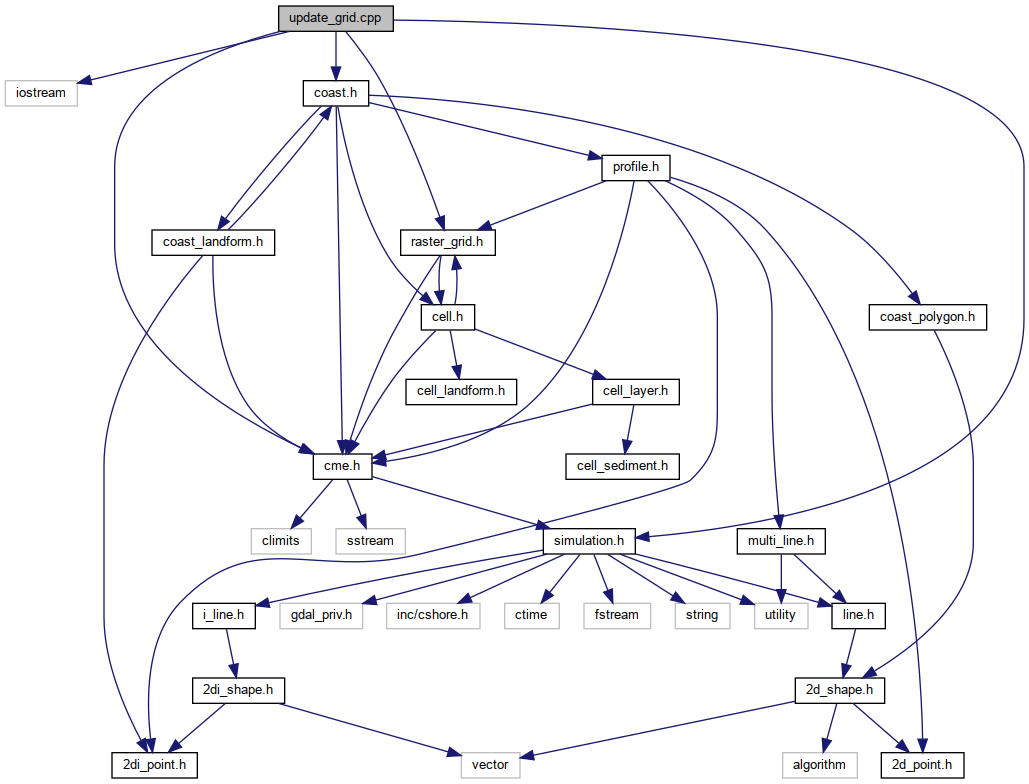 update_grid.cpp
iostream
coast.h
profile.h
coast_landform.h
raster_grid.h
cell.h
coast_polygon.h
cell_landform.h
cell_layer.h
cme.h
cell_sediment.h
climits
sstream
simulation.h
multi_line.h
i_line.h
gdal_priv.h
inc/cshore.h
ctime
fstream
string
utility
line.h
2di_shape.h
2d_shape.h
2di_point.h
vector
algorithm
2d_point.h